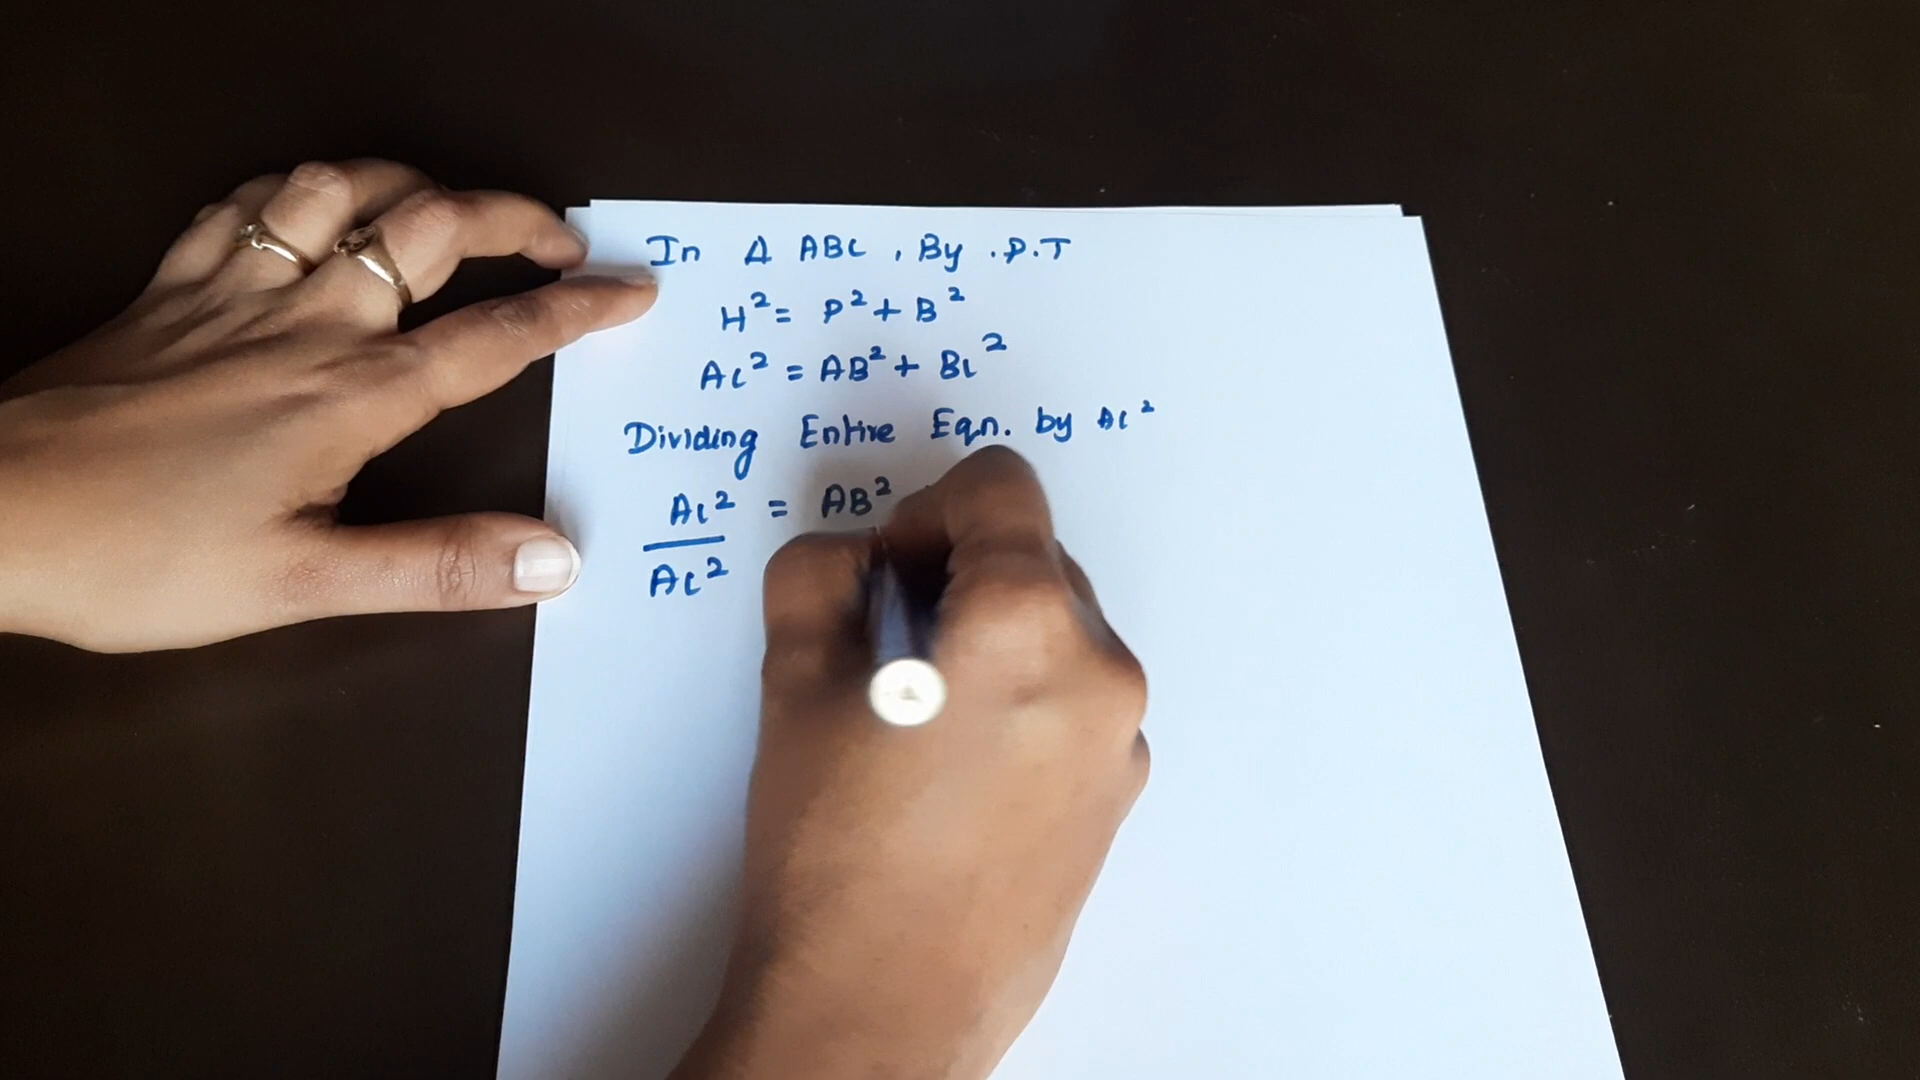 In Δ ABC , By .P.T
H² = P² + B²
AC² = AB² + BC²
Dividing Entire Eqn. by AC²
AC² = AB²
AC²